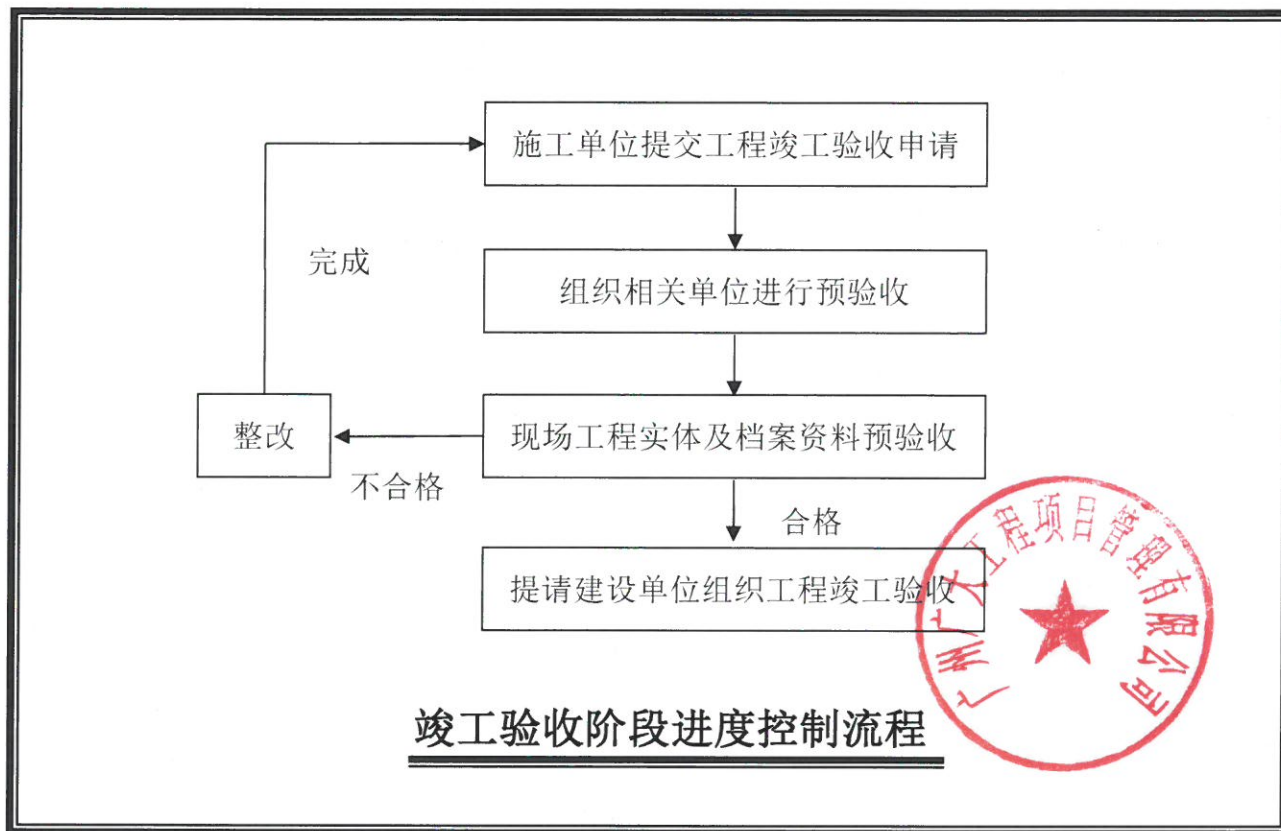 施工单位提交工程竣工验收申请
完成
组织相关单位进行预验收
整改
现场工程实体及档案资料预验收
不合格
合格
提请建设单位组织工程竣工验收
广州广大工程项目管理有限公司
竣工验收阶段进度控制流程